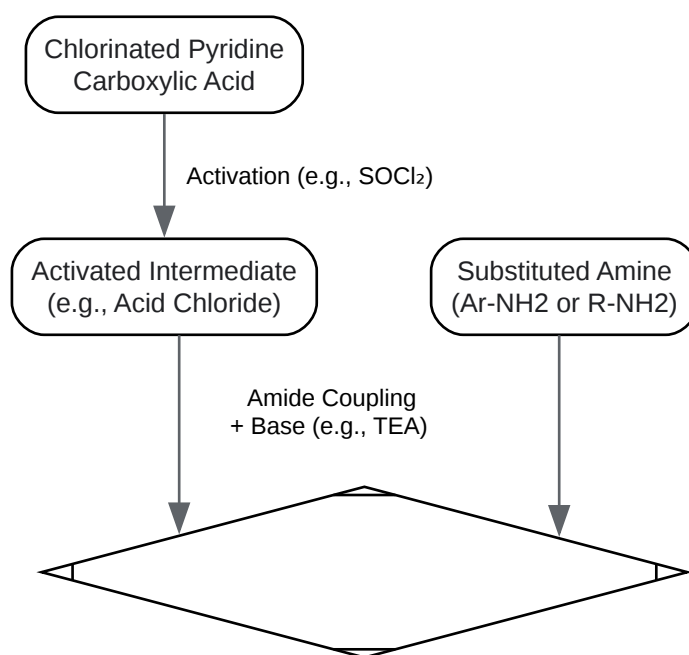 Chlorinated Pyridine
Carboxylic Acid
Activation (e.g., SOCl₂)
Activated Intermediate
(e.g., Acid Chloride)
Substituted Amine
(Ar-NH2 or R-NH2)
Amide Coupling
+ Base (e.g., TEA)